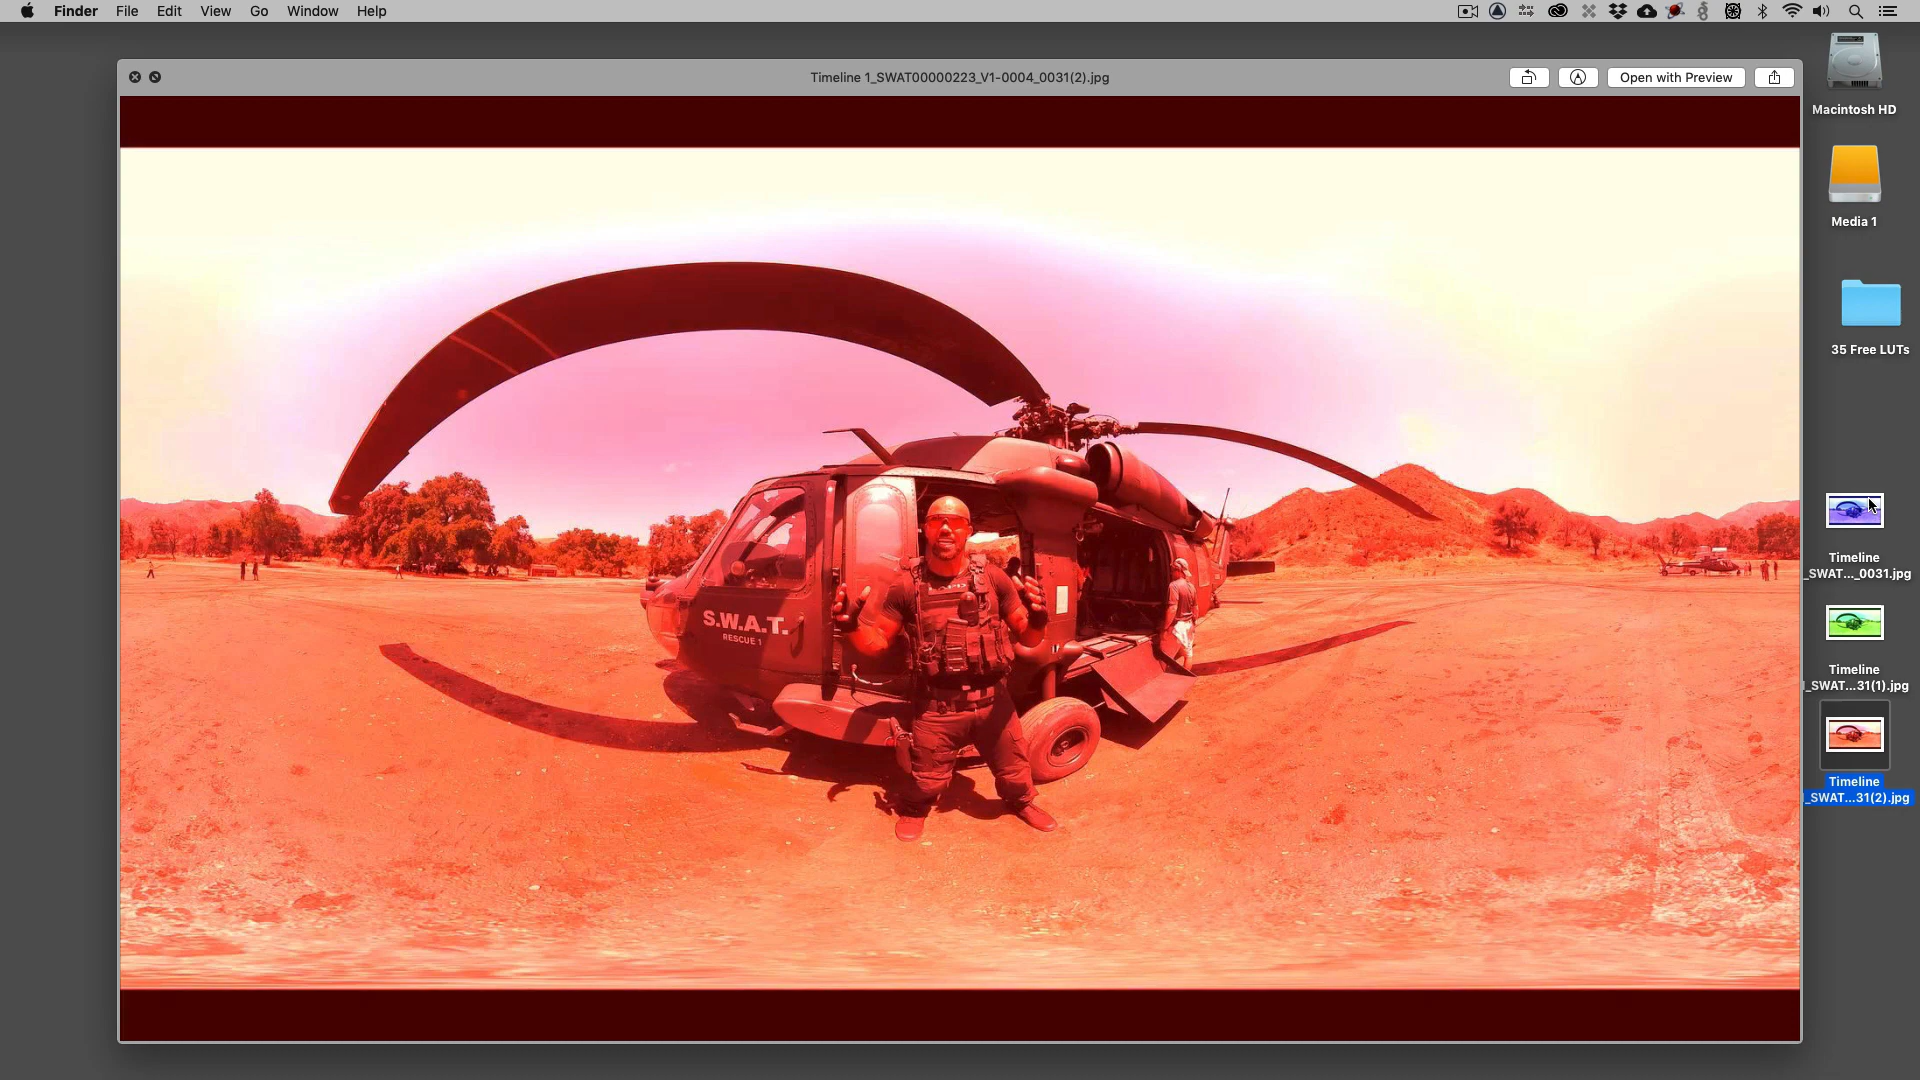 Finder File Edit View Go Window Help
Timeline 1_SWAT00000223_V1-0004_0031(2).jpg
Open with Preview
Macintosh HD
Media 1
35 Free LUTs
S.W.A.T.
RESCUE 1
Timeline
_SWAT..._0031.jpg
Timeline
_SWAT...31(1).jpg
Timeline
_SWAT...31(2).jpg